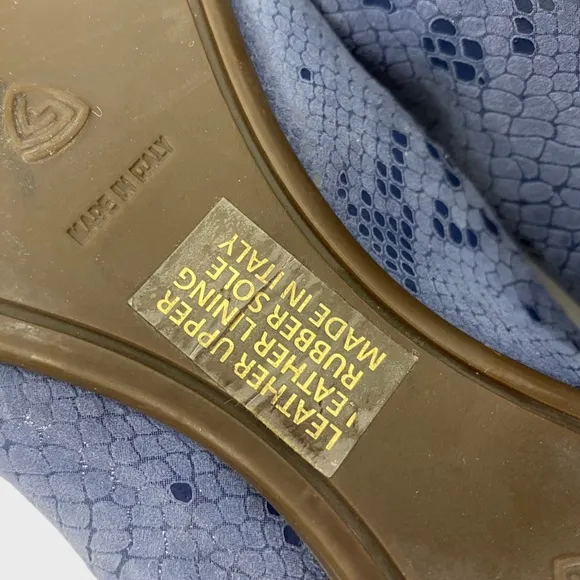 MADE IN ITALY
LEATHER UPPER
LEATHER LINING
RUBBER SOLE
MADE IN ITALY